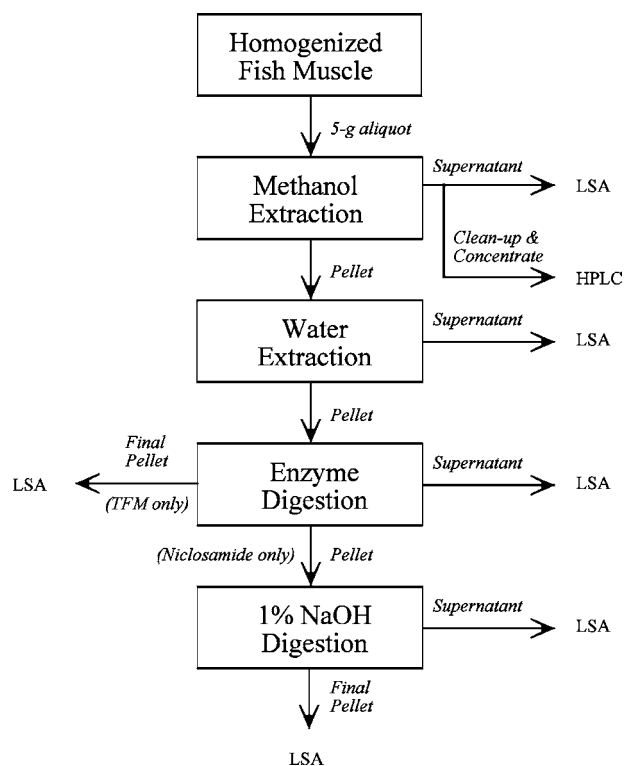 Homogenized
Fish Muscle
5-g aliquot
Methanol
Extraction
Supernatant
LSA
Clean-up &
Concentrate
HPLC
Pellet
Water
Extraction
Supernatant
LSA
Pellet
Final
Pellet
LSA
(TFM only)
Enzyme
Digestion
Supernatant
LSA
(Niclosamide only)
Pellet
1% NaOH
Digestion
Supernatant
LSA
Final
Pellet
LSA